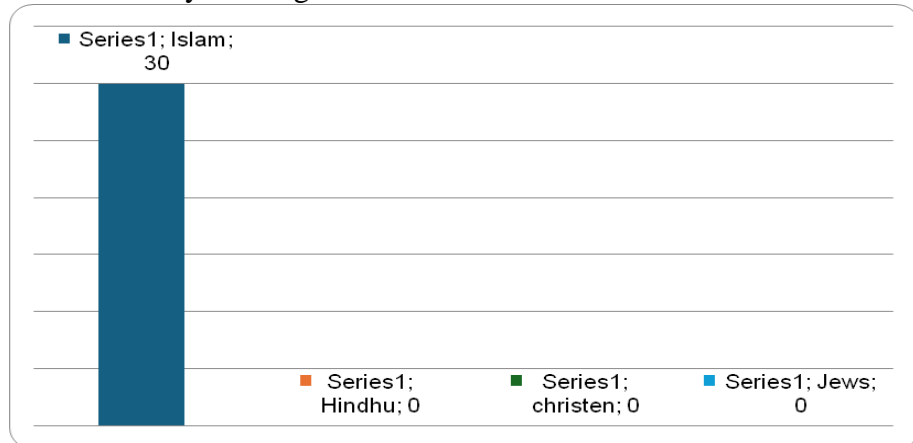 Series1; Islam;
30
Series1;
Hindhu; 0
Series1;
christen; 0
Series1; Jews;
0